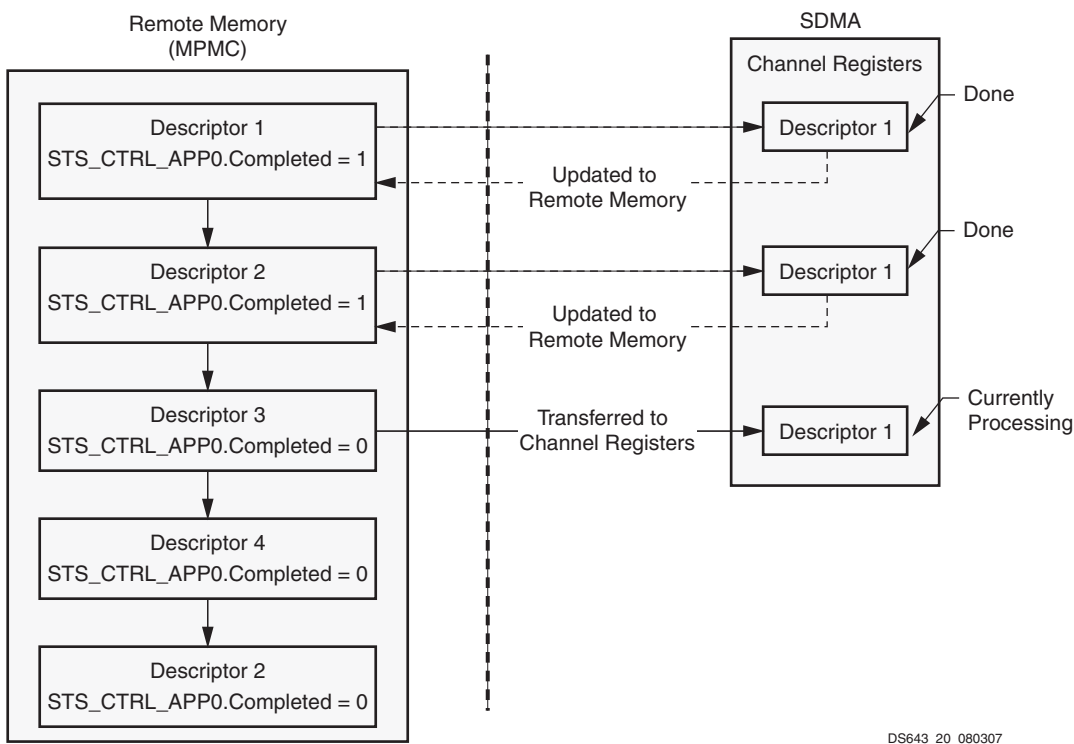 Remote Memory
(MPMC)
SDMA
Channel Registers
Descriptor 1
STS_CTRL_APP0.Completed = 1
Descriptor 1
Done
Updated to
Remote Memory
Descriptor 2
STS_CTRL_APP0.Completed = 1
Descriptor 1
Done
Updated to
Remote Memory
Descriptor 3
STS_CTRL_APP0.Completed = 0
Transferred to
Channel Registers
Descriptor 1
Currently
Processing
Descriptor 4
STS_CTRL_APP0.Completed = 0
Descriptor 2
STS_CTRL_APP0.Completed = 0
DS643_20_080307